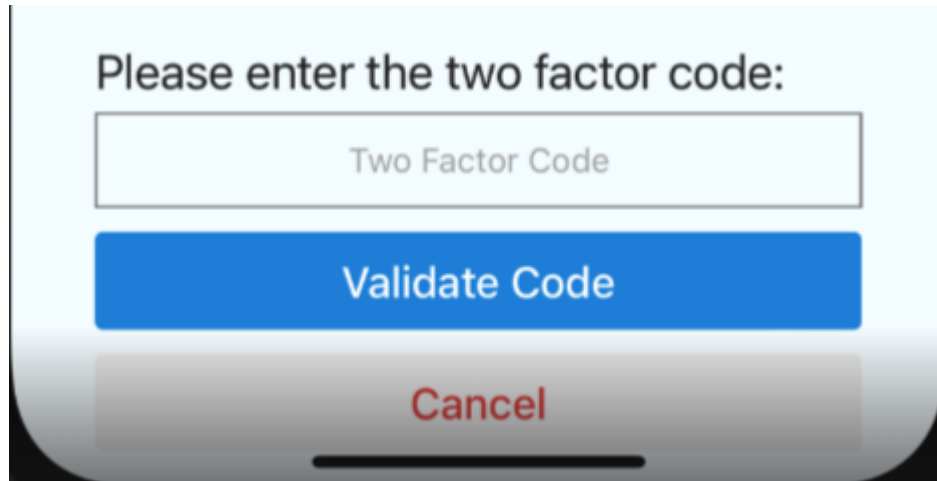 Please enter the two factor code:
Two Factor Code
Validate Code
Cancel